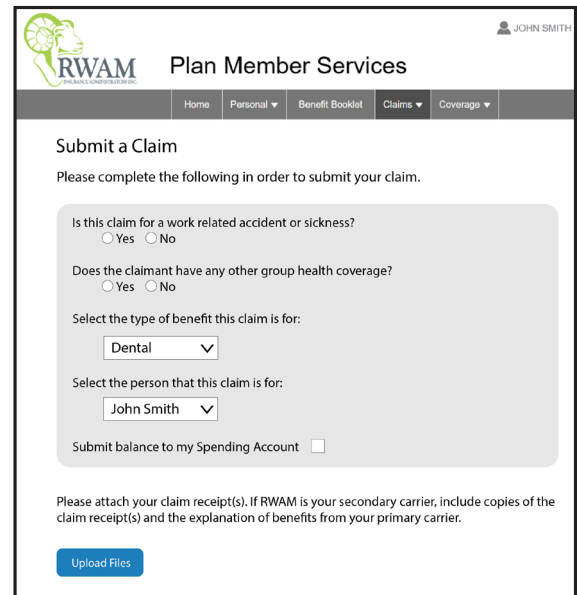 JOHN SMITH
RWAM
INSURANCE ADMINISTRATORS INC.
Plan Member Services
Home Personal ▼ Benefit Booklet Claims ▼ Coverage ▼
Submit a Claim
Please complete the following in order to submit your claim.
Is this claim for a work related accident or sickness?
Yes No
Does the claimant have any other group health coverage?
Yes No
Select the type of benefit this claim is for:
Dental
Select the person that this claim is for:
John Smith
Submit balance to my Spending Account
Please attach your claim receipt(s). If RWAM is your secondary carrier, include copies of the
claim receipt(s) and the explanation of benefits from your primary carrier.
Upload Files